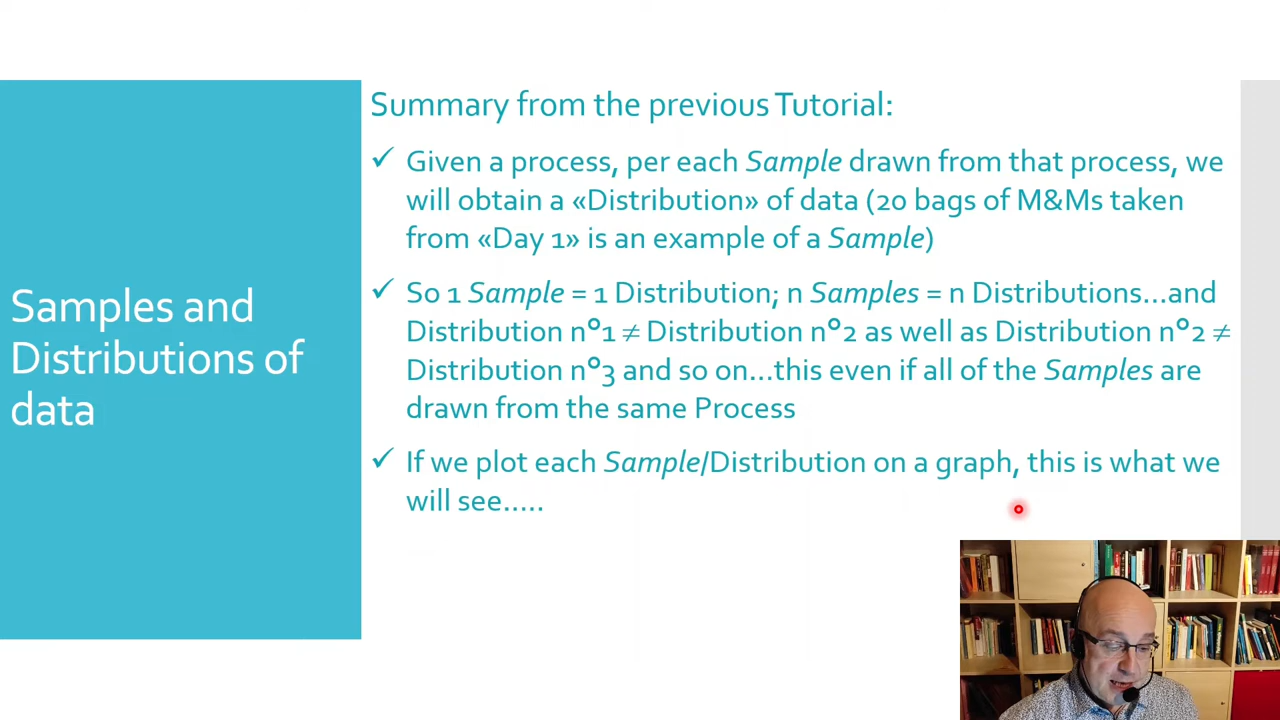 Samples and
Distributions of
data
Summary from the previous Tutorial:
✓ Given a process, per each Sample drawn from that process, we
will obtain a «Distribution» of data (20 bags of M&Ms taken
from «Day 1» is an example of a Sample)
✓ So 1 Sample = 1 Distribution; n Samples = n Distributions...and
Distribution n°1 ≠ Distribution n°2 as well as Distribution n°2 ≠
Distribution n°3 and so on...this even if all of the Samples are
drawn from the same Process
✓ If we plot each Sample/Distribution on a graph, this is what we
will see.....